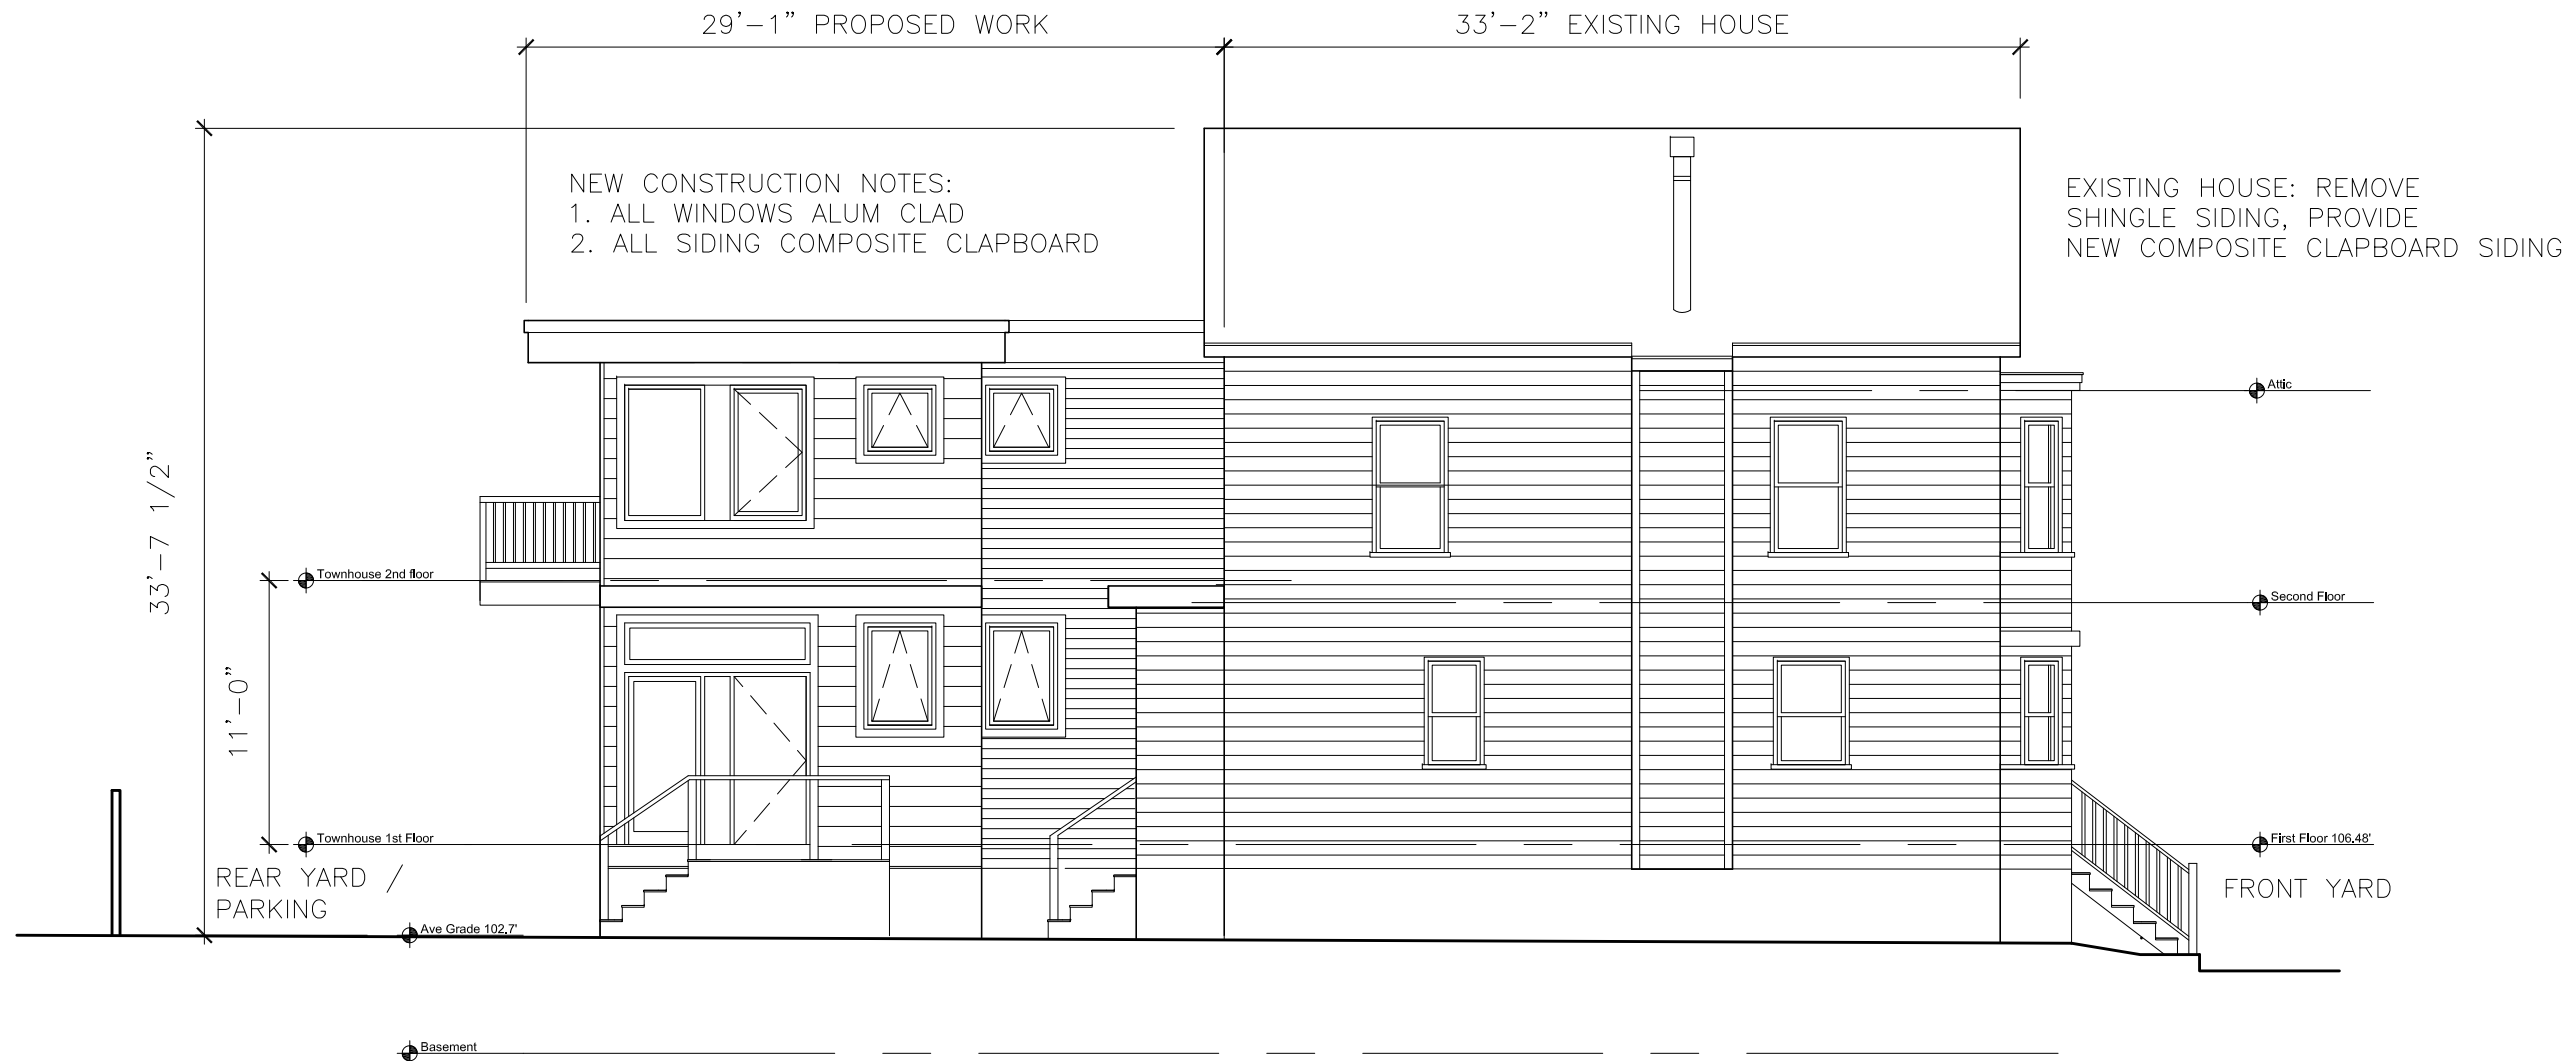 29'-1" PROPOSED WORK
33'-2" EXISTING HOUSE
NEW CONSTRUCTION NOTES:
1. ALL WINDOWS ALUM CLAD
2. ALL SIDING COMPOSITE CLAPBOARD
EXISTING HOUSE: REMOVE
SHINGLE SIDING, PROVIDE
NEW COMPOSITE CLAPBOARD SIDING
Attic
33'-7 1/2"
Townhouse 2nd floor
Second Floor
11'-0"
Townhouse 1st Floor
First Floor 106.48'
REAR YARD /
PARKING
FRONT YARD
Ave Grade 102.7'
Basement